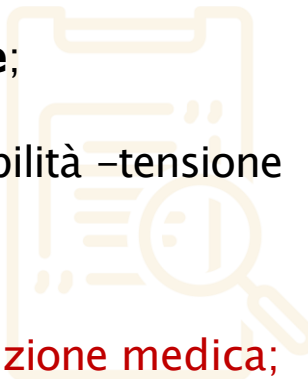 e;
bilità –tensione
zione medica;